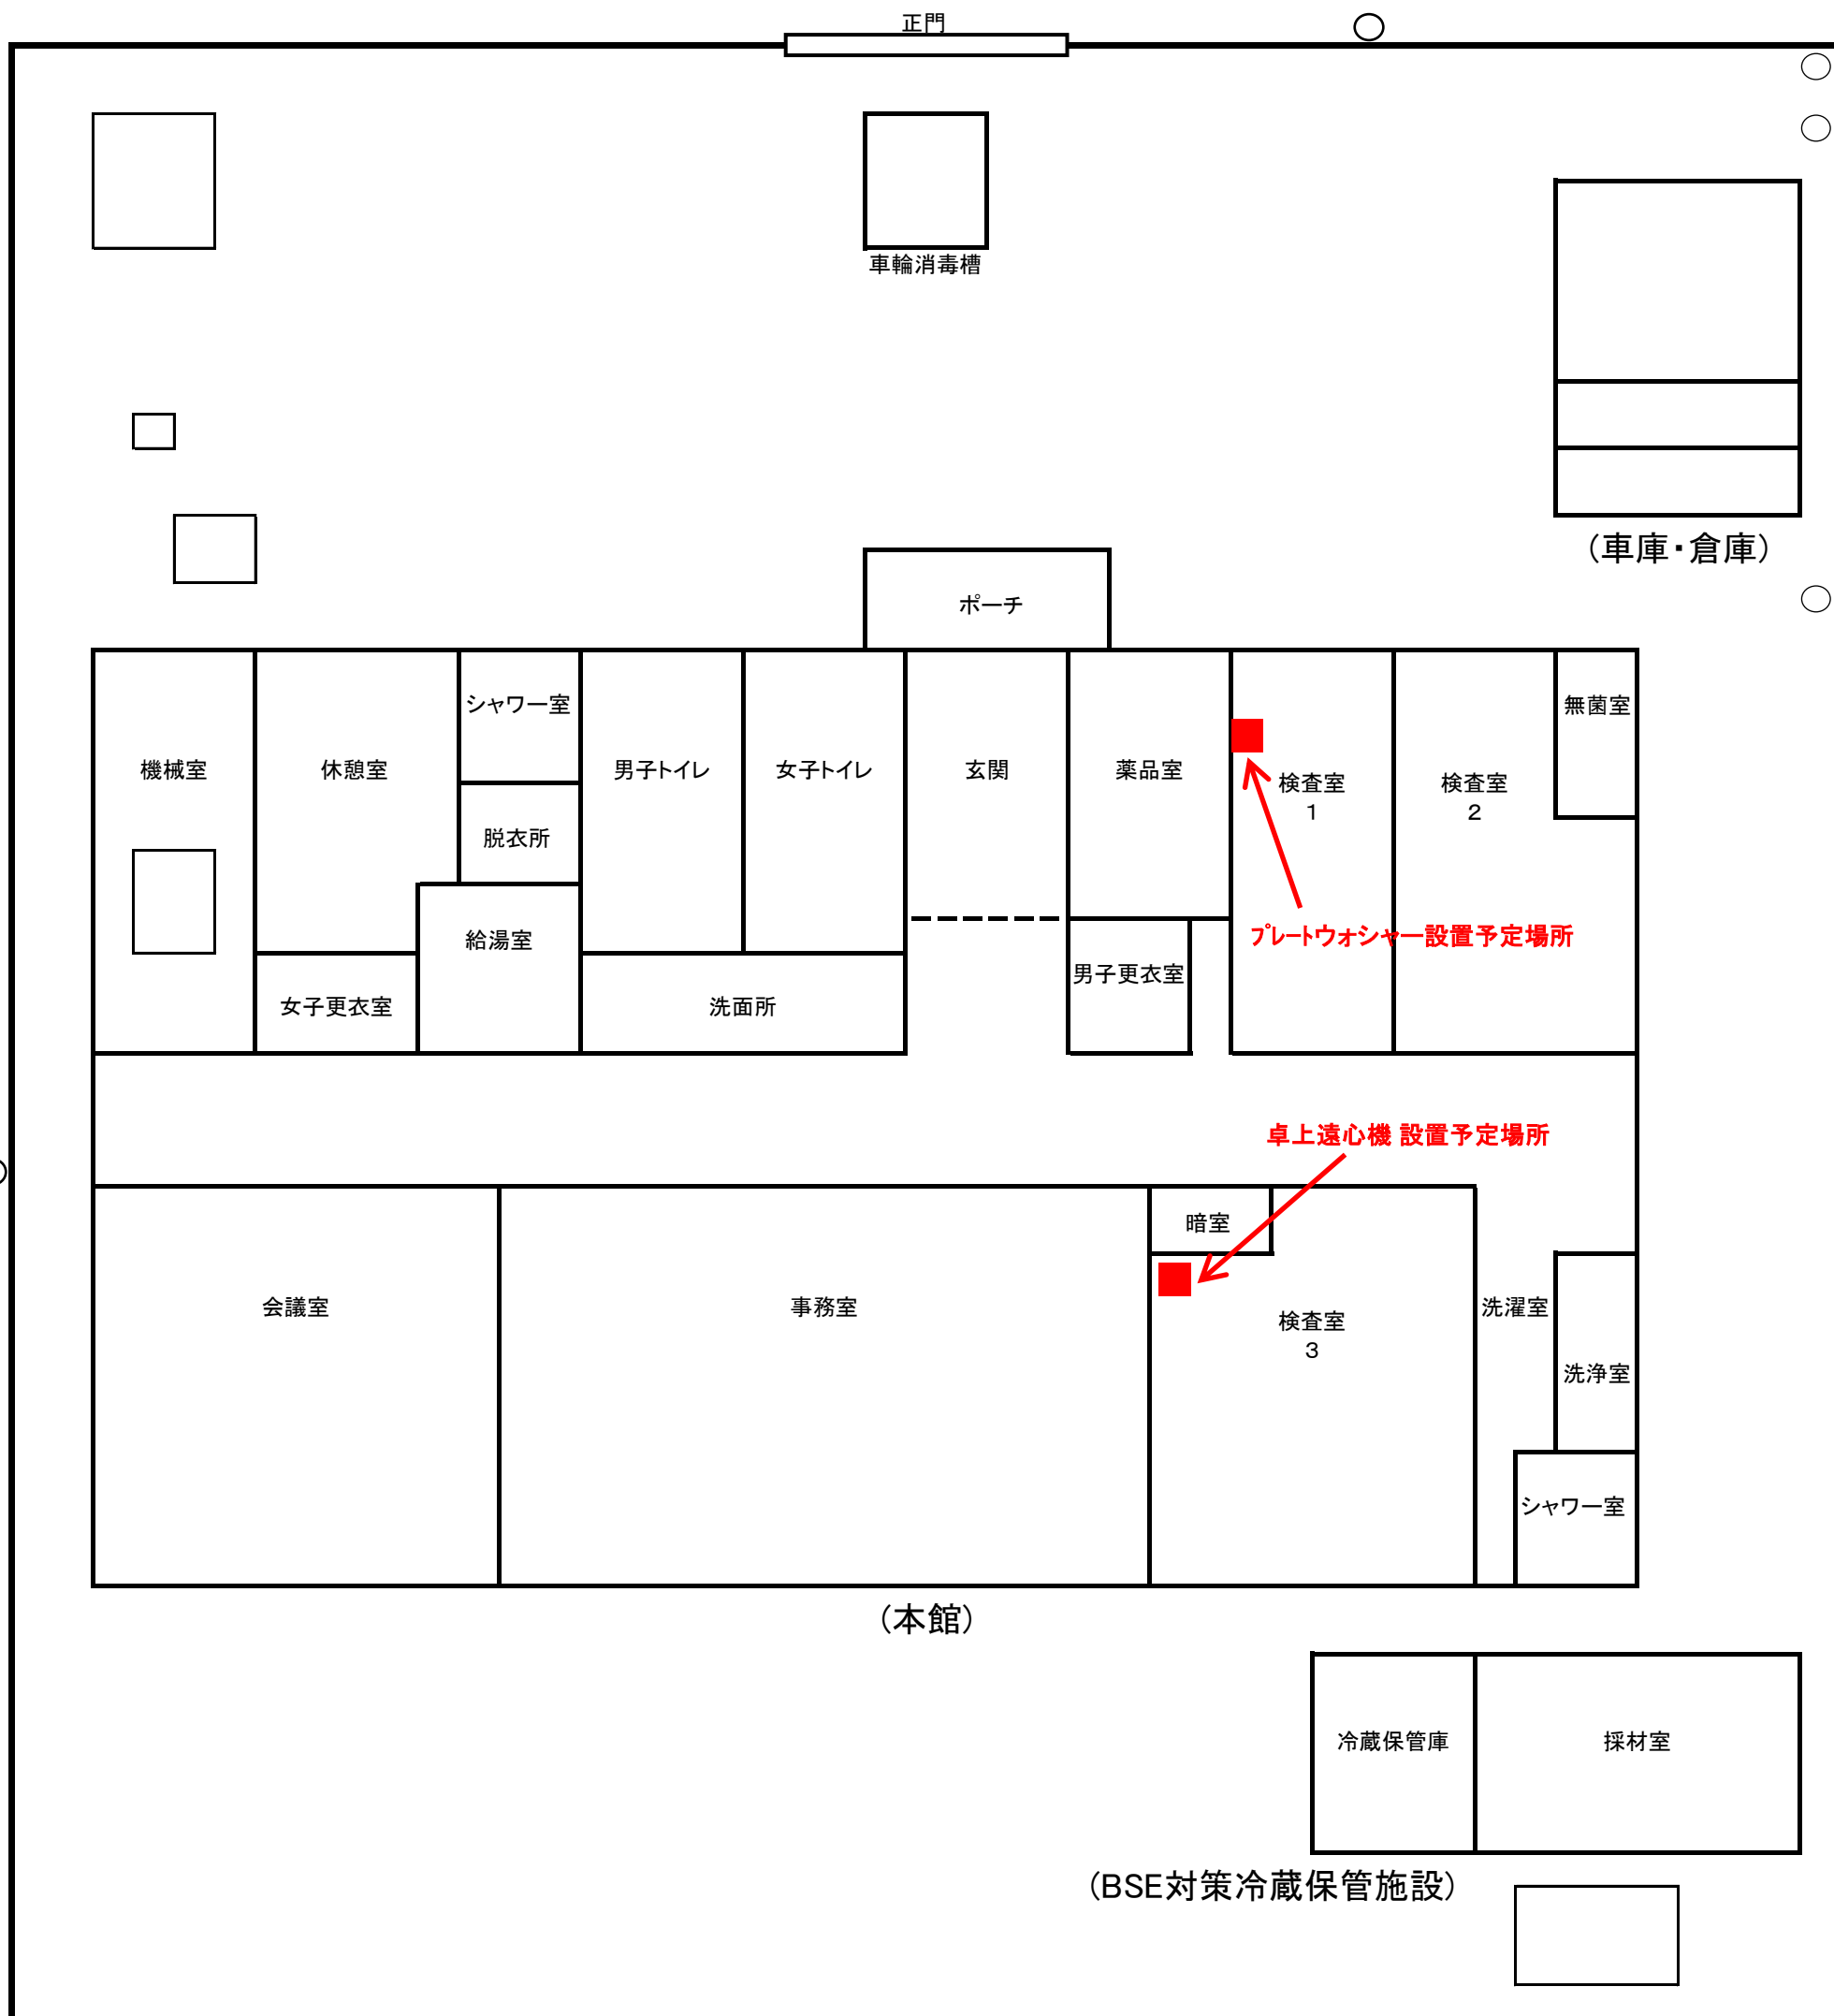 正門
車輪消毒槽
（車庫・倉庫）
ポーチ
シャワー室
無菌室
機械室
休憩室
男子トイレ
女子トイレ
玄関
薬品室
検査室
1
検査室
2
脱衣所
給湯室
プレートウォシャー設置予定場所
男子更衣室
女子更衣室
洗面所
卓上遠心機 設置予定場所
暗室
会議室
事務室
検査室
3
洗濯室
洗浄室
シャワー室
（本館）
冷蔵保管庫
採材室
（BSE対策冷蔵保管施設）